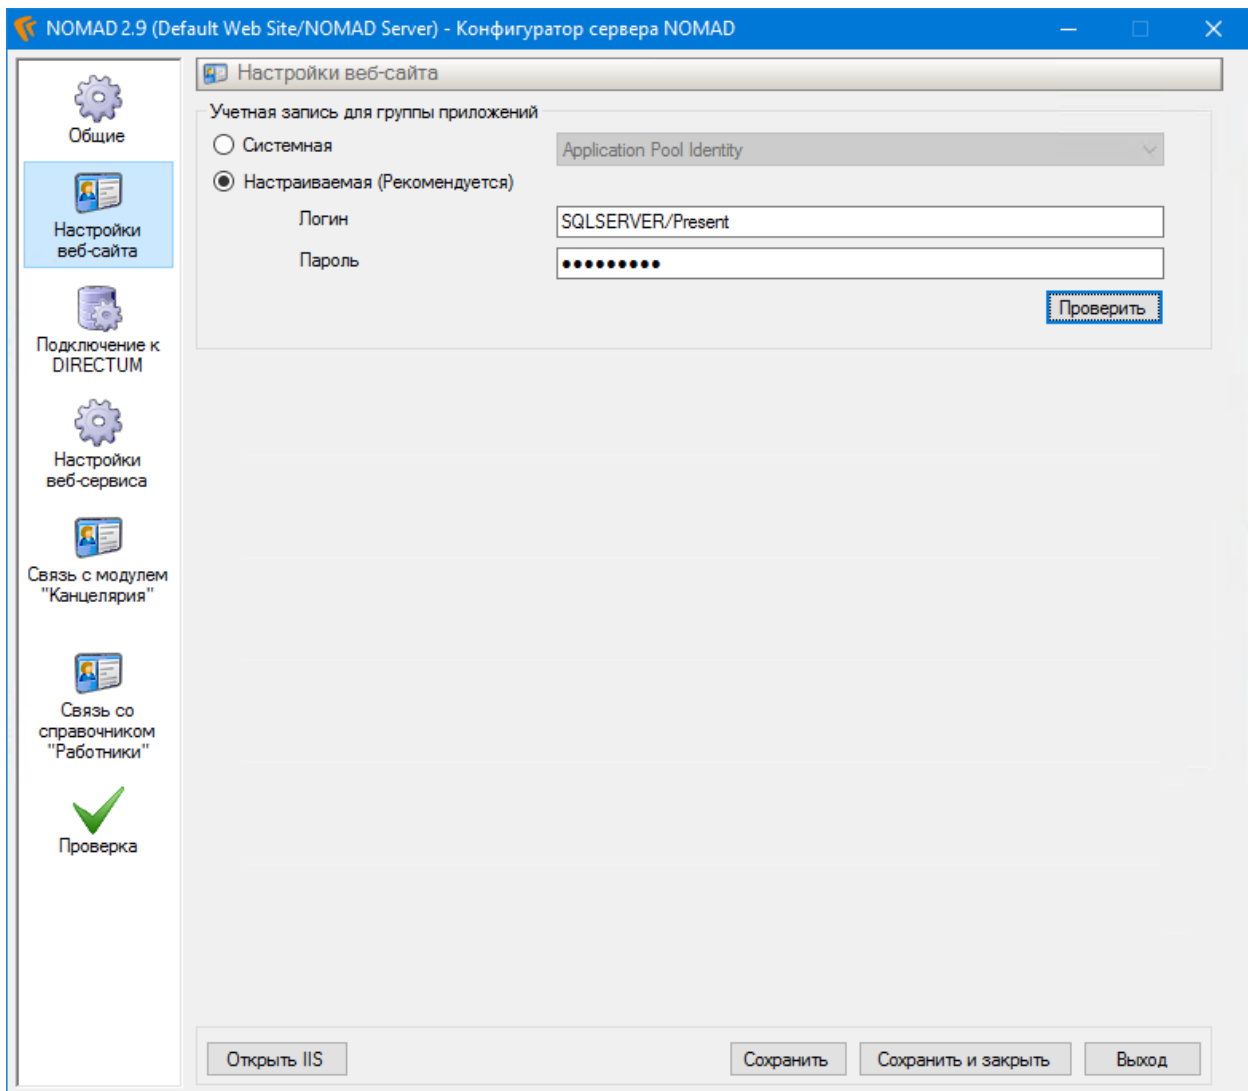 NOMAD 2.9 (Default Web Site/NOMAD Server) - Конфигуратор сервера NOMAD
Общие
Настройки
веб-сайта
Подключение к
DIRECTUM
Настройки
веб-сервиса
Связь с модулем
"Канцелярия"
Связь со
справочником
"Работники"
Проверка
Настройки веб-сайта
Учетная запись для группы приложений
Системная
Application Pool Identity
Настраиваемая (Рекомендуется)
Логин
SQLSERVER/Present
Пароль
●●●●●●●●●
Проверить
Открыть IIS
Сохранить
Сохранить и закрыть
Выход